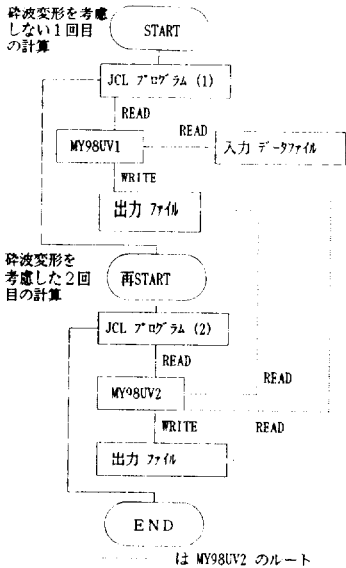 砕波変形を考慮
しない1回目
の計算
START
JCL プログラム (1)
READ
READ
MY98UV1
入力 データファイル
WRITE
出力 ファイル
砕波変形を
考慮した2回
目の計算
再START
JCL プログラム (2)
READ
READ
MY98UV2
WRITE
READ
出力 ファイル
END
は MY98UV2 のルート